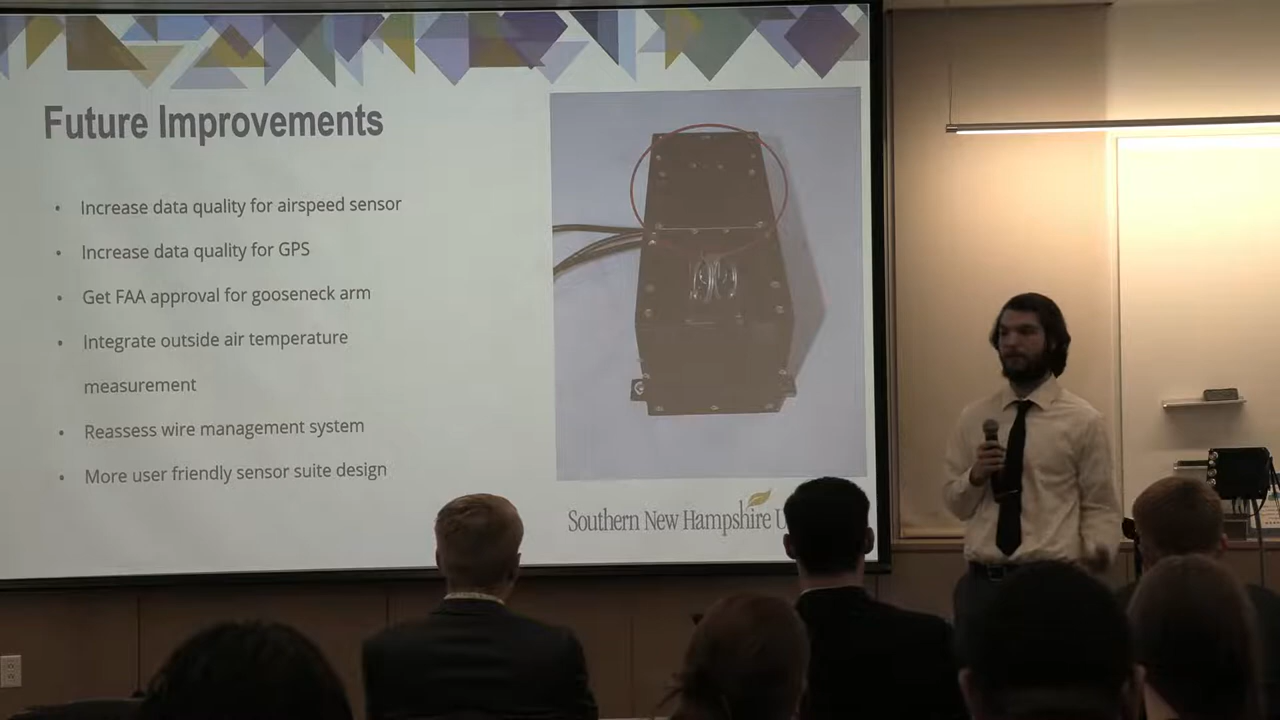 Future Improvements
• Increase data quality for airspeed sensor
• Increase data quality for GPS
• Get FAA approval for gooseneck arm
• Integrate outside air temperature
measurement
• Reassess wire management system
• More user friendly sensor suite design
Southern New Hampshire U